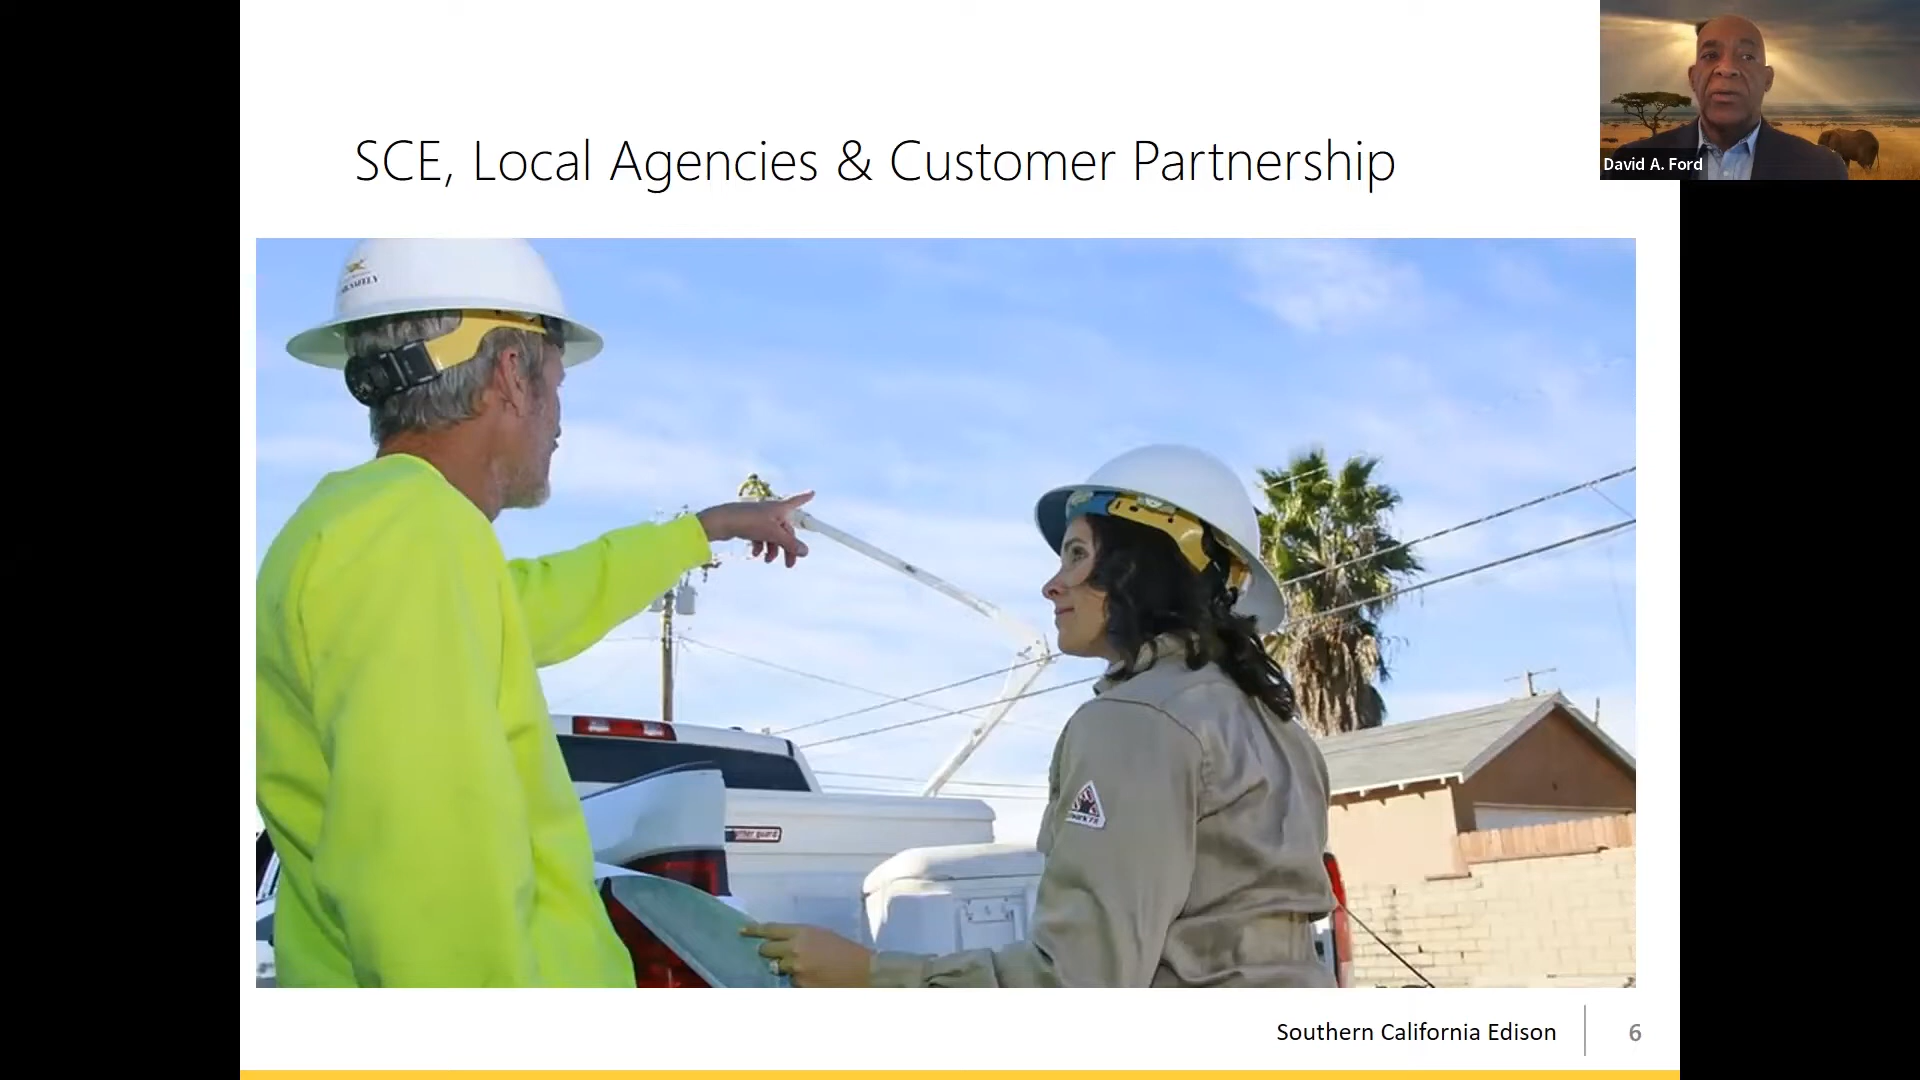 SCE, Local Agencies & Customer Partnership
David A. Ford
Southern California Edison
6